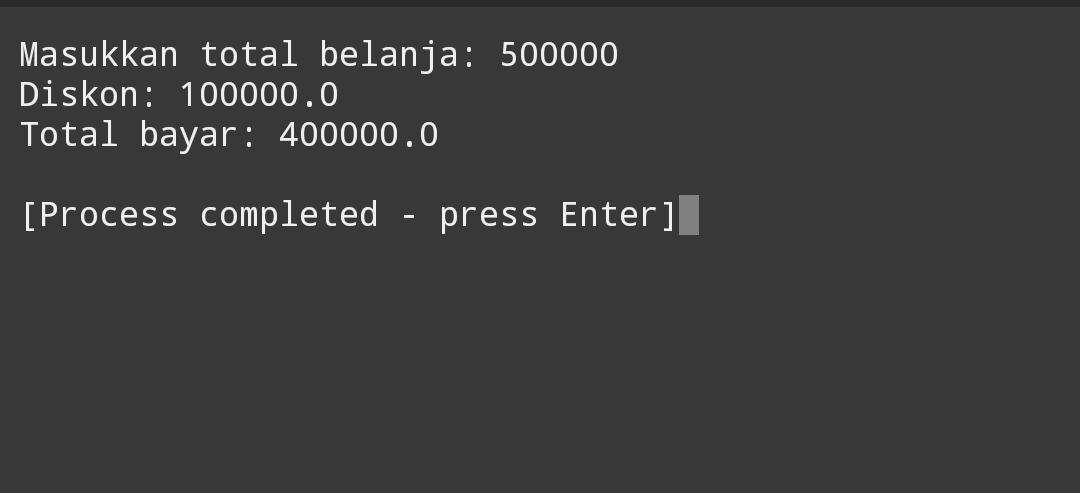 Masukkan total belanja: 500000
Diskon: 100000.0
Total bayar: 400000.0
[Process completed - press Enter]